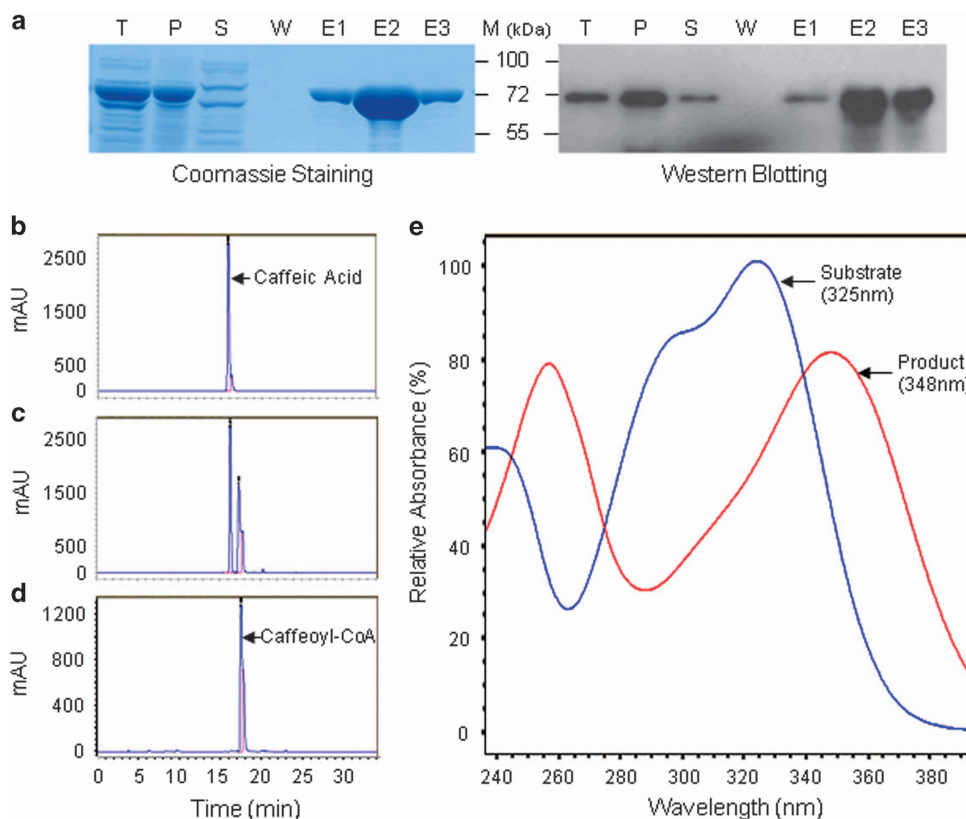 a
T P S W E1 E2 E3 M (kDa) T P S W E1 E2 E3
100
72
55
Coomassie Staining Western Blotting
b
2500
1500
500
0
mAU
Caffeic Acid
c
2500
1500
500
0
mAU
d
1200
800
400
0
mAU
Caffeoyl-CoA
0 5 10 15 20 25 30
Time (min)
e
100
80
60
40
20
0
Relative Absorbance (%)
Substrate
(325nm)
Product
(348nm)
240 260 280 300 320 340 360 380
Wavelength (nm)